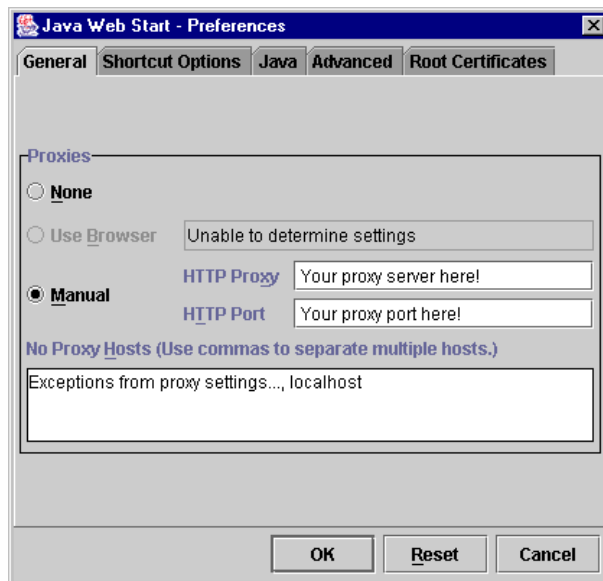 Java Web Start - Preferences
General Shortcut Options Java Advanced Root Certificates
Proxies
None
Use Browser Unable to determine settings
HTTP Proxy Your proxy server here!
Manual
HTTP Port Your proxy port here!
No Proxy Hosts (Use commas to separate multiple hosts.)
Exceptions from proxy settings..., localhost
OK Reset Cancel